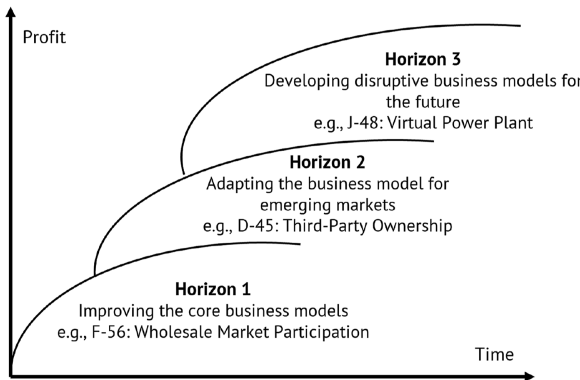 Profit
Horizon 3
Developing disruptive business models for
the future
e.g., J-48: Virtual Power Plant
Horizon 2
Adapting the business model for
emerging markets
e.g., D-45: Third-Party Ownership
Horizon 1
Improving the core business models
e.g., F-56: Wholesale Market Participation
Time